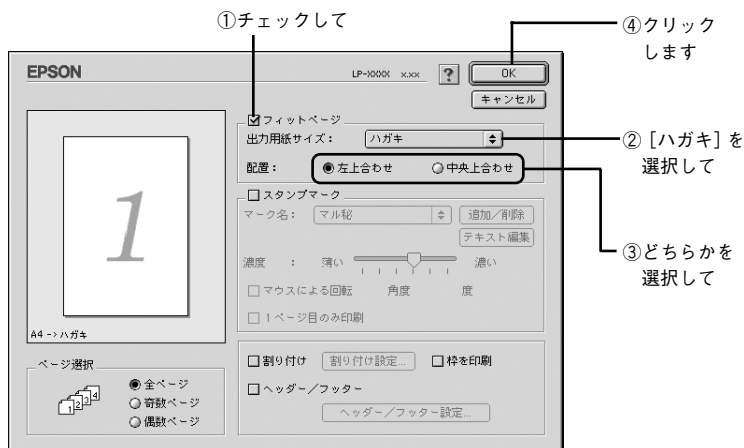 ①チェックして
④クリック
します
EPSON
LP-XXXX x.xx
?
OK
キャンセル
フィットページ
出力用紙サイズ： ハガキ
②［ハガキ］を
選択して
配置： 左上合わせ 中央上合わせ
③どちらかを
選択して
1
スタンプマーク
マーク名： マル秘 追加／削除
テキスト編集
濃度 ： 薄い 濃い
マウスによる回転 角度 度
1ページ目のみ印刷
A4 -> ハガキ
ページ選択
1 2 3 4
全ページ
奇数ページ
偶数ページ
割り付け 割り付け設定... 枠を印刷
ヘッダー／フッター
ヘッダー／フッター設定...